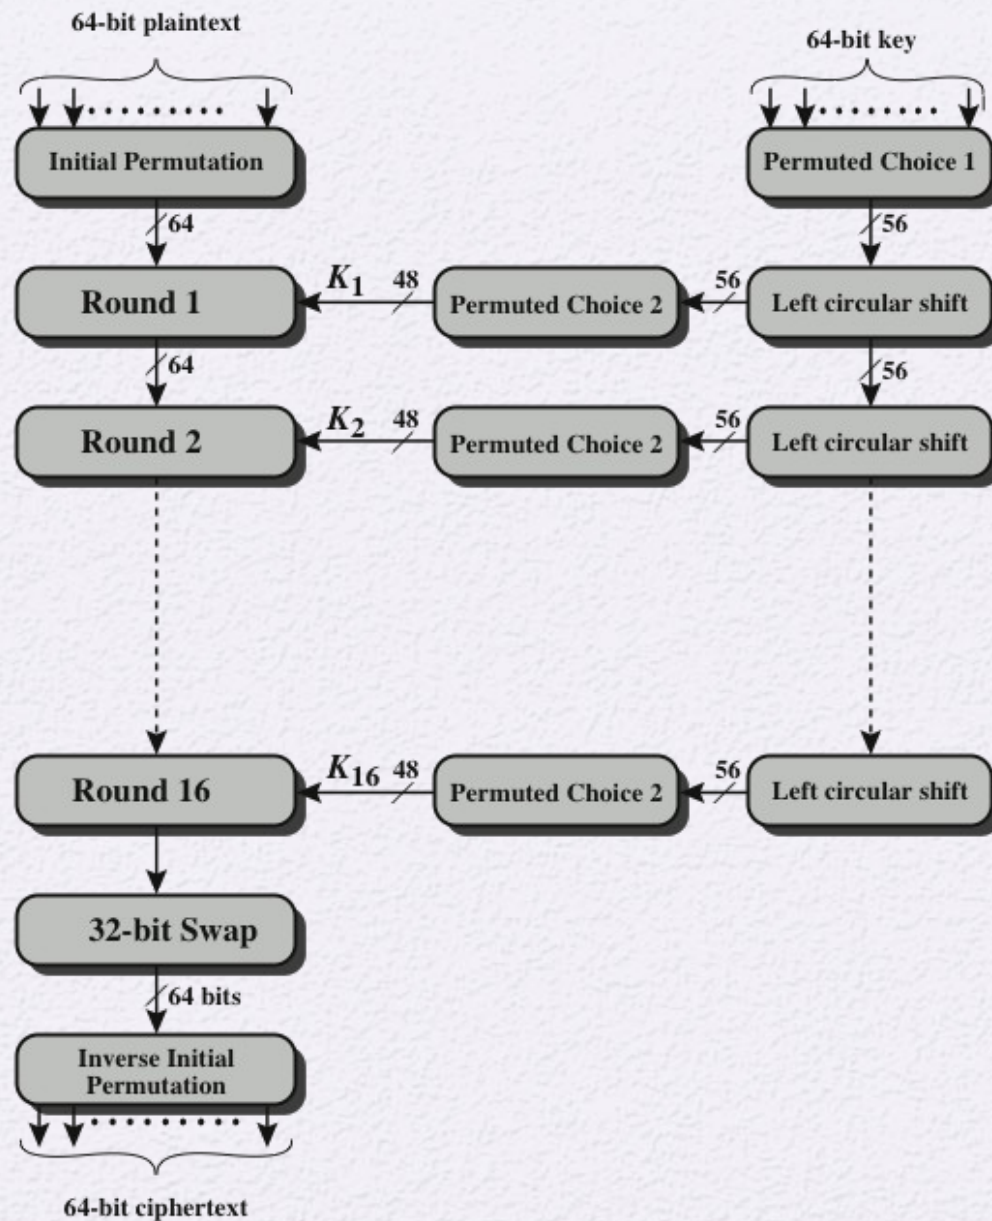 64-bit plaintext
64-bit key
Initial Permutation
Permuted Choice 1
64
56
Round 1
K1
48
Permuted Choice 2
56
Left circular shift
64
56
Round 2
K2
48
Permuted Choice 2
56
Left circular shift
Round 16
K16
48
Permuted Choice 2
56
Left circular shift
32-bit Swap
64 bits
Inverse Initial
Permutation
64-bit ciphertext